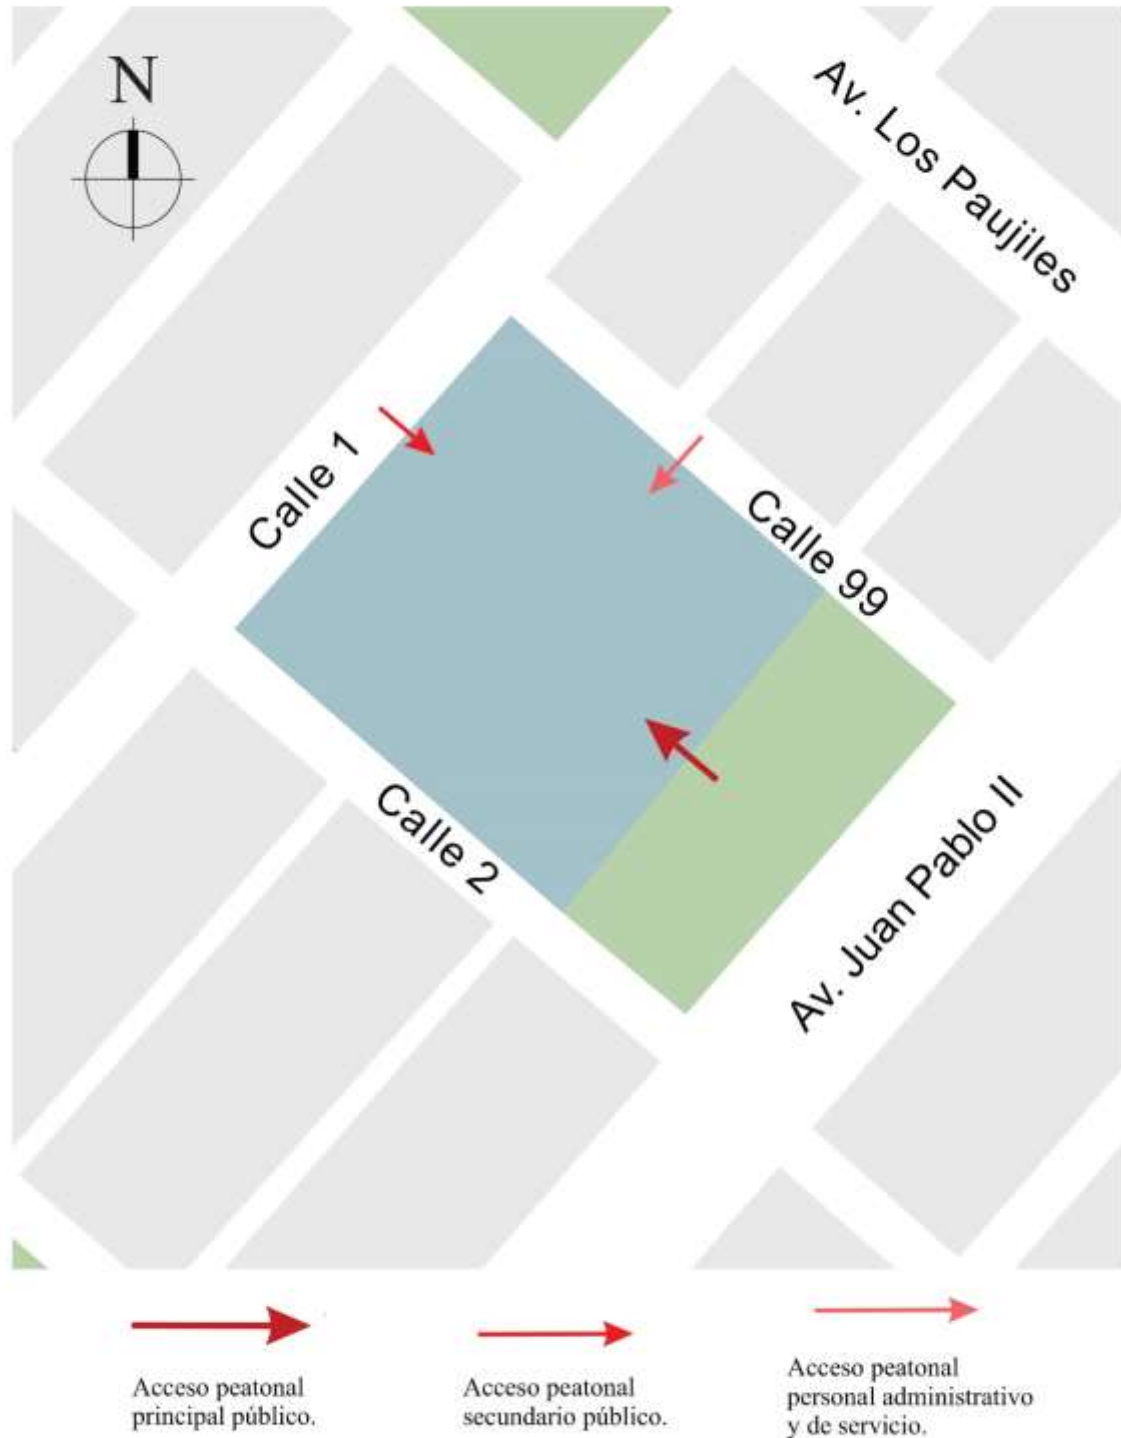 N
Av. Los Paujiles
Calle 1
Calle 99
Calle 2
Av. Juan Pablo II
Acceso peatonal
principal público.
Acceso peatonal
secundario público.
Acceso peatonal
personal administrativo
y de servicio.